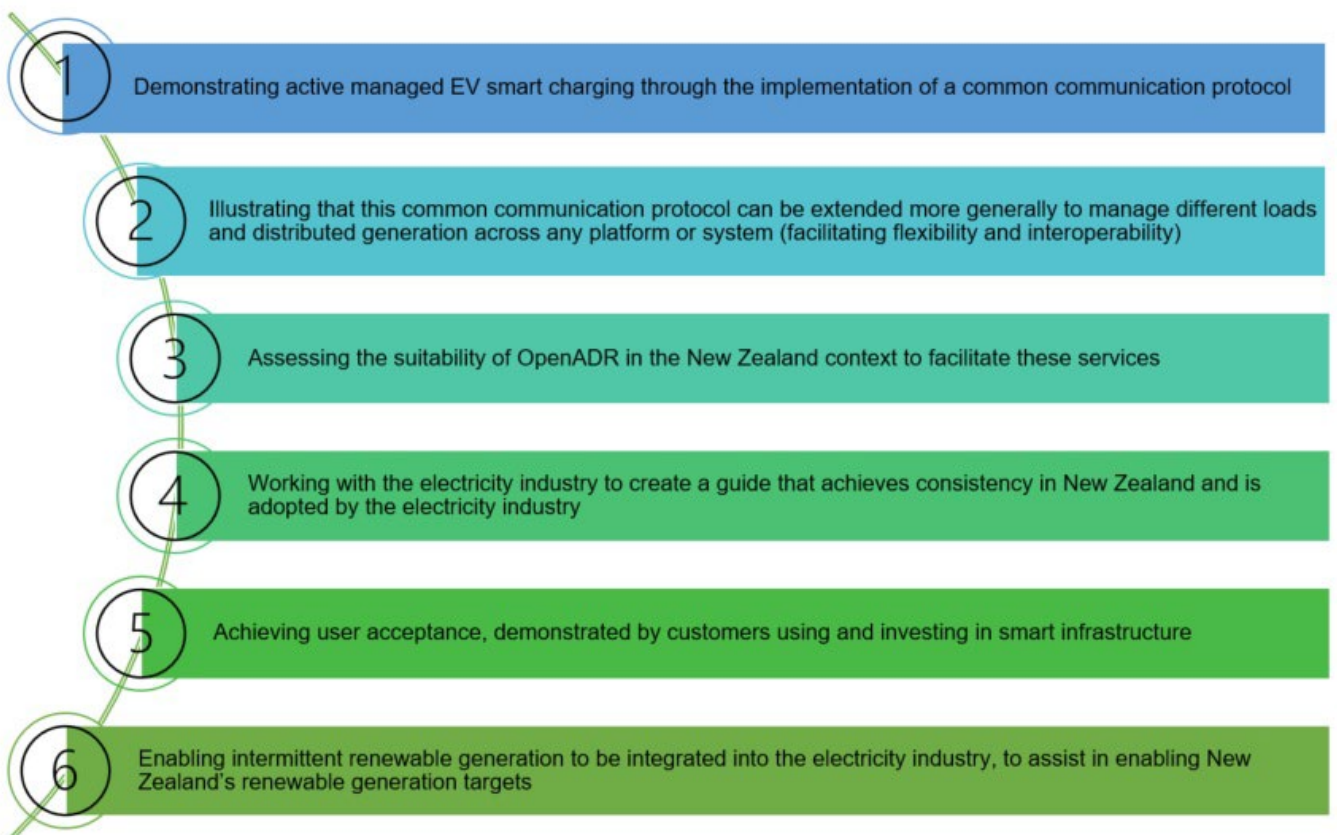 1
Demonstrating active managed EV smart charging through the implementation of a common communication protocol
2
Illustrating that this common communication protocol can be extended more generally to manage different loads
and distributed generation across any platform or system (facilitating flexibility and interoperability)
3
Assessing the suitability of OpenADR in the New Zealand context to facilitate these services
4
Working with the electricity industry to create a guide that achieves consistency in New Zealand and is
adopted by the electricity industry
5
Achieving user acceptance, demonstrated by customers using and investing in smart infrastructure
6
Enabling intermittent renewable generation to be integrated into the electricity industry, to assist in enabling New
Zealand's renewable generation targets